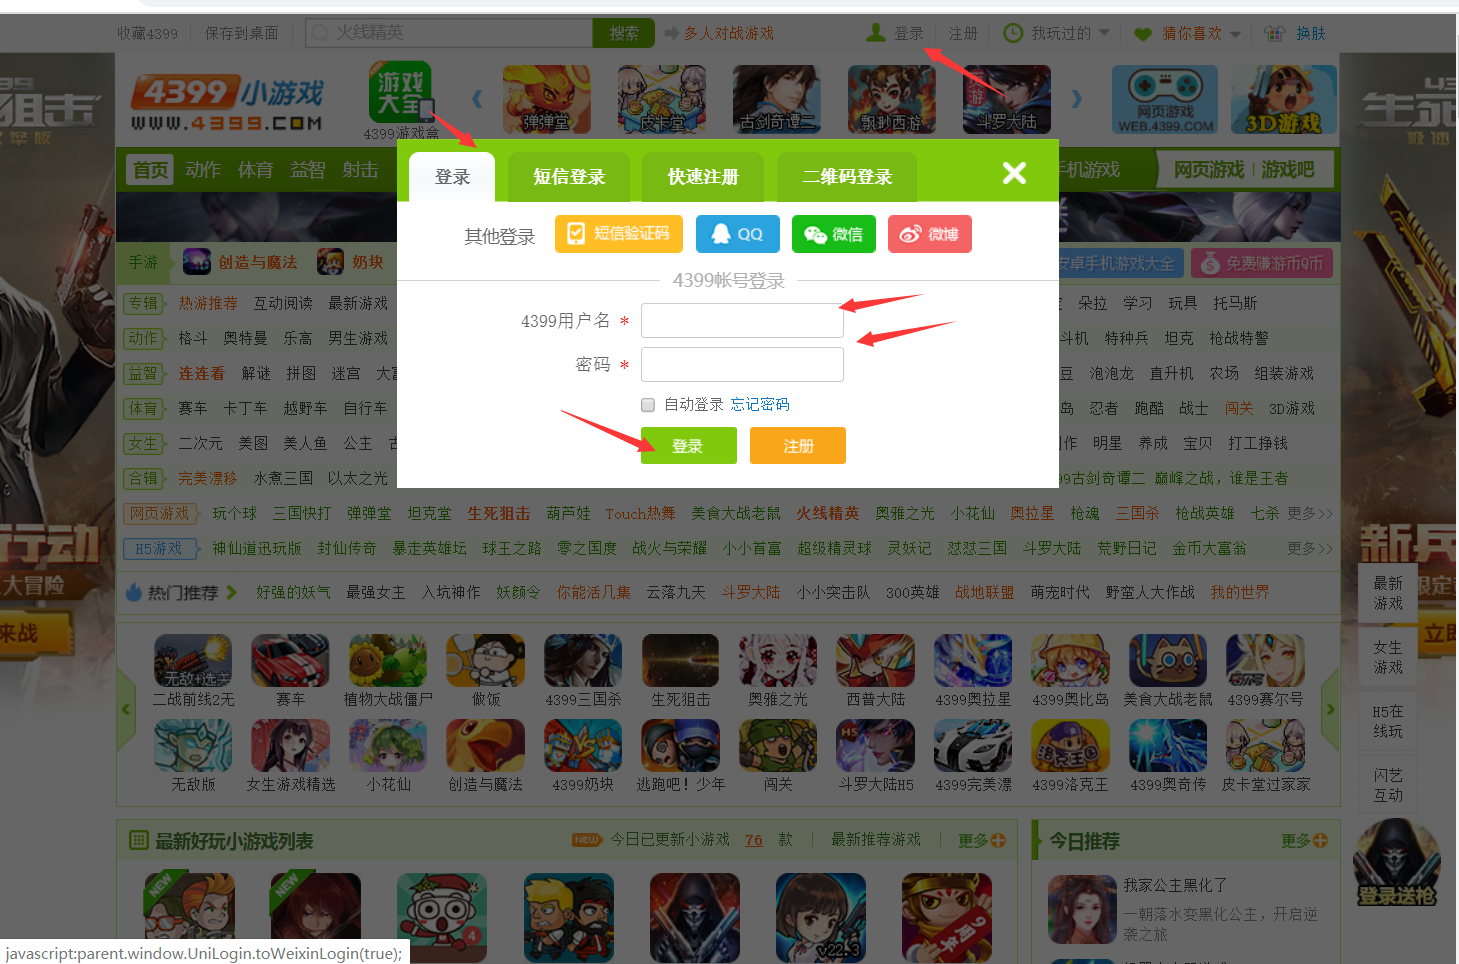 收藏4399 保存到桌面 火线精英 搜索 多人对战游戏 登录 注册 我玩过的 猜你喜欢 换肤
4399小游戏
www.4399.com
游戏大全
4399游戏盒
弹弹堂 皮卡堂 古剑奇谭二 飘渺西游 斗罗大陆
网页游戏
WEB.4399.COM
3D游戏
首页 动作 体育 益智 射击 手机游戏 网页游戏 游戏吧
登录 短信登录 快速注册 二维码登录
其他登录 短信验证码 QQ 微信 微博
4399帐号登录
4399用户名 *
密码 *
自动登录 忘记密码
登录 注册
手游 创造与魔法 奶块 安卓手机游戏大全 免费赚游币Q币
专辑 热游推荐 互动阅读 最新游戏 朵拉 学习 玩具 托马斯
动作 格斗 奥特曼 乐高 男生游戏 斗机 特种兵 坦克 枪战特警
益智 连连看 解谜 拼图 迷宫 大富 豆 泡泡龙 直升机 农场 组装游戏
体育 赛车 卡丁车 越野车 自行车 岛 忍者 跑酷 战士 闯关 3D游戏
女生 二次元 美图 美人鱼 公主 古 作 明星 养成 宝贝 打工挣钱
合辑 完美漂移 水煮三国 以太之光 99古剑奇谭二 巅峰之战，谁是王者
网页游戏 玩个球 三国快打 弹弹堂 坦克堂 生死狙击 葫芦娃 Touch热舞 美食大战老鼠 火线精英 奥雅之光 小花仙 奥拉星 枪魂 三国杀 枪战英雄 七杀 更多>>
H5游戏 神仙道迅玩版 封仙传奇 暴走英雄坛 球王之路 零之国度 战火与荣耀 小小首富 超级精灵球 灵妖记 怼怼三国 斗罗大陆 荒野日记 金币大富翁 更多>>
热门推荐 好强的妖气 最强女主 入坑神作 妖颜令 你能活几集 云落九天 斗罗大陆 小小突击队 300英雄 战地联盟 萌宠时代 野蛮人大作战 我的世界
无敌+选关
二战前线2无 赛车 植物大战僵尸 做饭 4399三国杀 生死狙击 奥雅之光 西普大陆 4399奥拉星 4399奥比岛 美食大战老鼠 4399赛尔号
无敌版 女生游戏精选 小花仙 创造与魔法 4399奶块 逃跑吧！少年 闯关 斗罗大陆H5 4399完美漂 4399洛克王 4399奥奇传 皮卡堂过家家
最新好玩小游戏列表 NEW 今日已更新小游戏 76 款 最新推荐游戏 更多
今日推荐 更多
我家公主黑化了
一朝落水变黑化公主，开启逆袭之旅
NEW NEW
v22.3
9周年
最新游戏
女生游戏
H5在线玩
闪艺互动
登录送枪
狙击
行动
大冒险
来战
生死
新兵
立即
javascript:parent.window.UniLogin.toWeixinLogin(true);